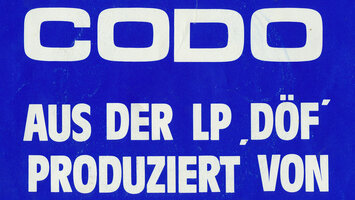 CODO
AUS DER LP ‚DÖF‘
PRODUZIERT VON